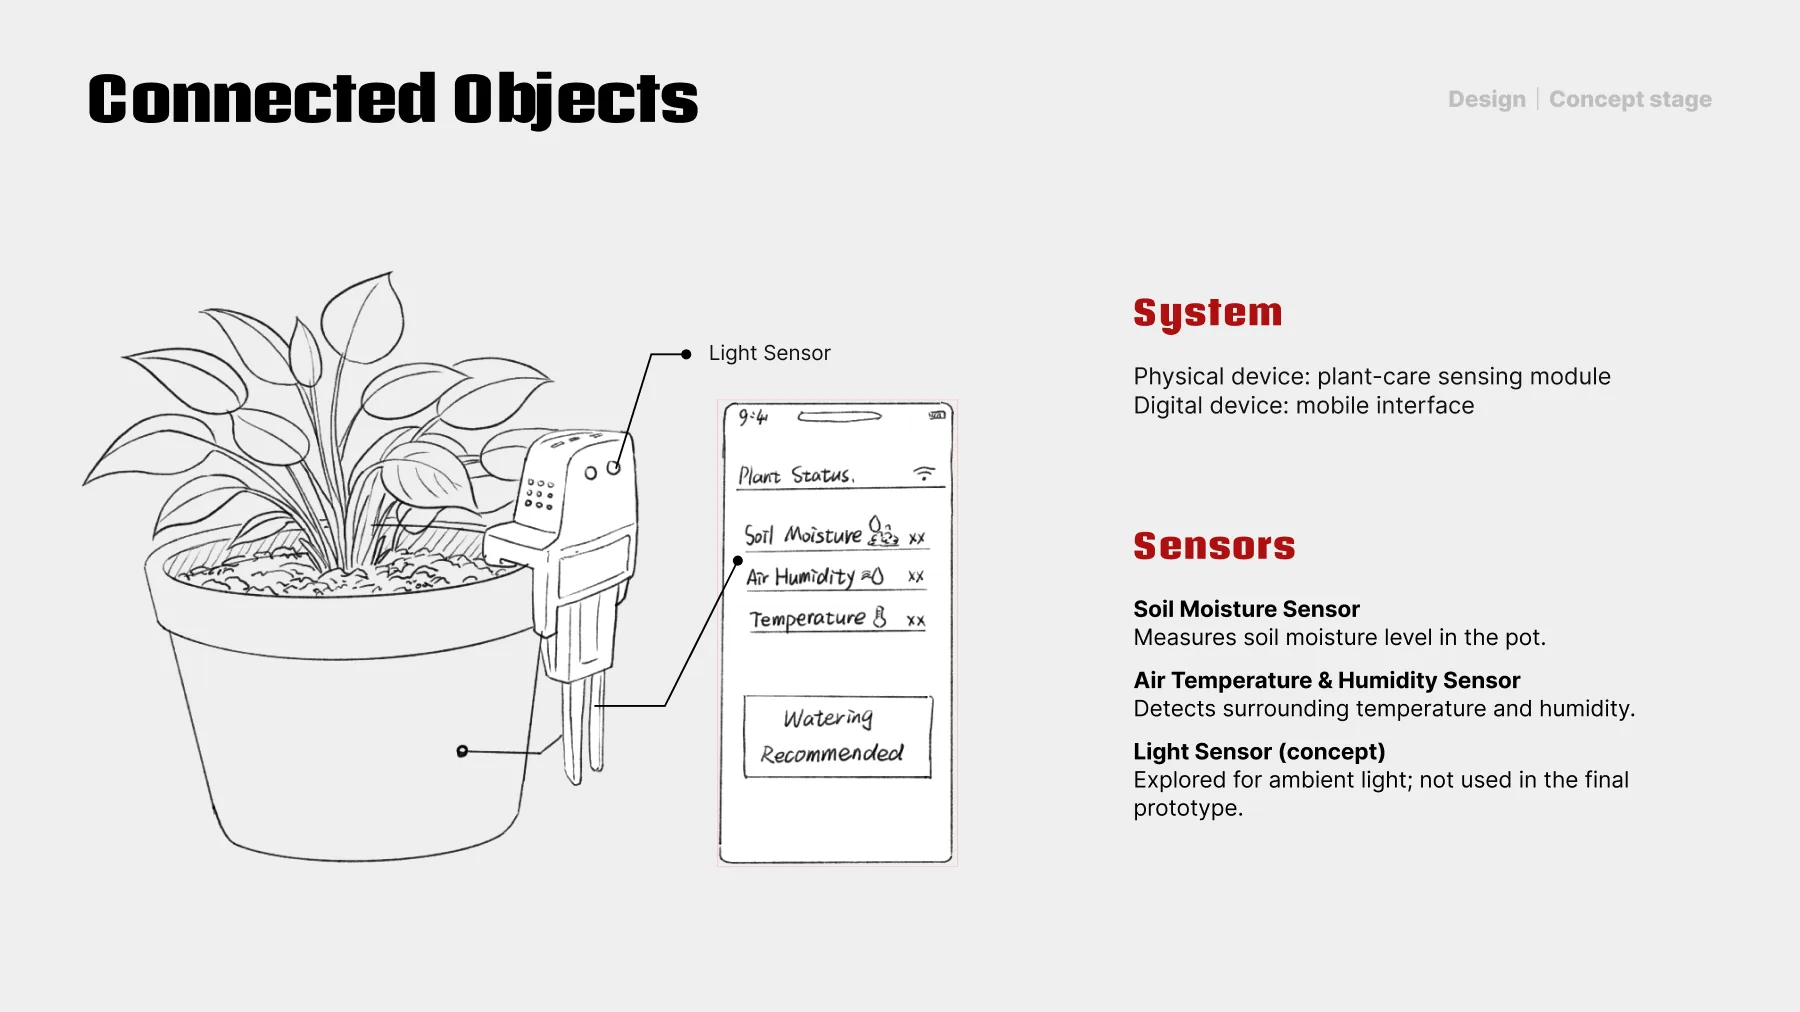 Connected Objects
Design | Concept stage
Light Sensor
9:4
Plant Status.
Soil Moisture xx
Air Humidity xx
Temperature xx
Watering
Recommended
System
Physical device: plant-care sensing module
Digital device: mobile interface
Sensors
Soil Moisture Sensor
Measures soil moisture level in the pot.
Air Temperature & Humidity Sensor
Detects surrounding temperature and humidity.
Light Sensor (concept)
Explored for ambient light; not used in the final
prototype.